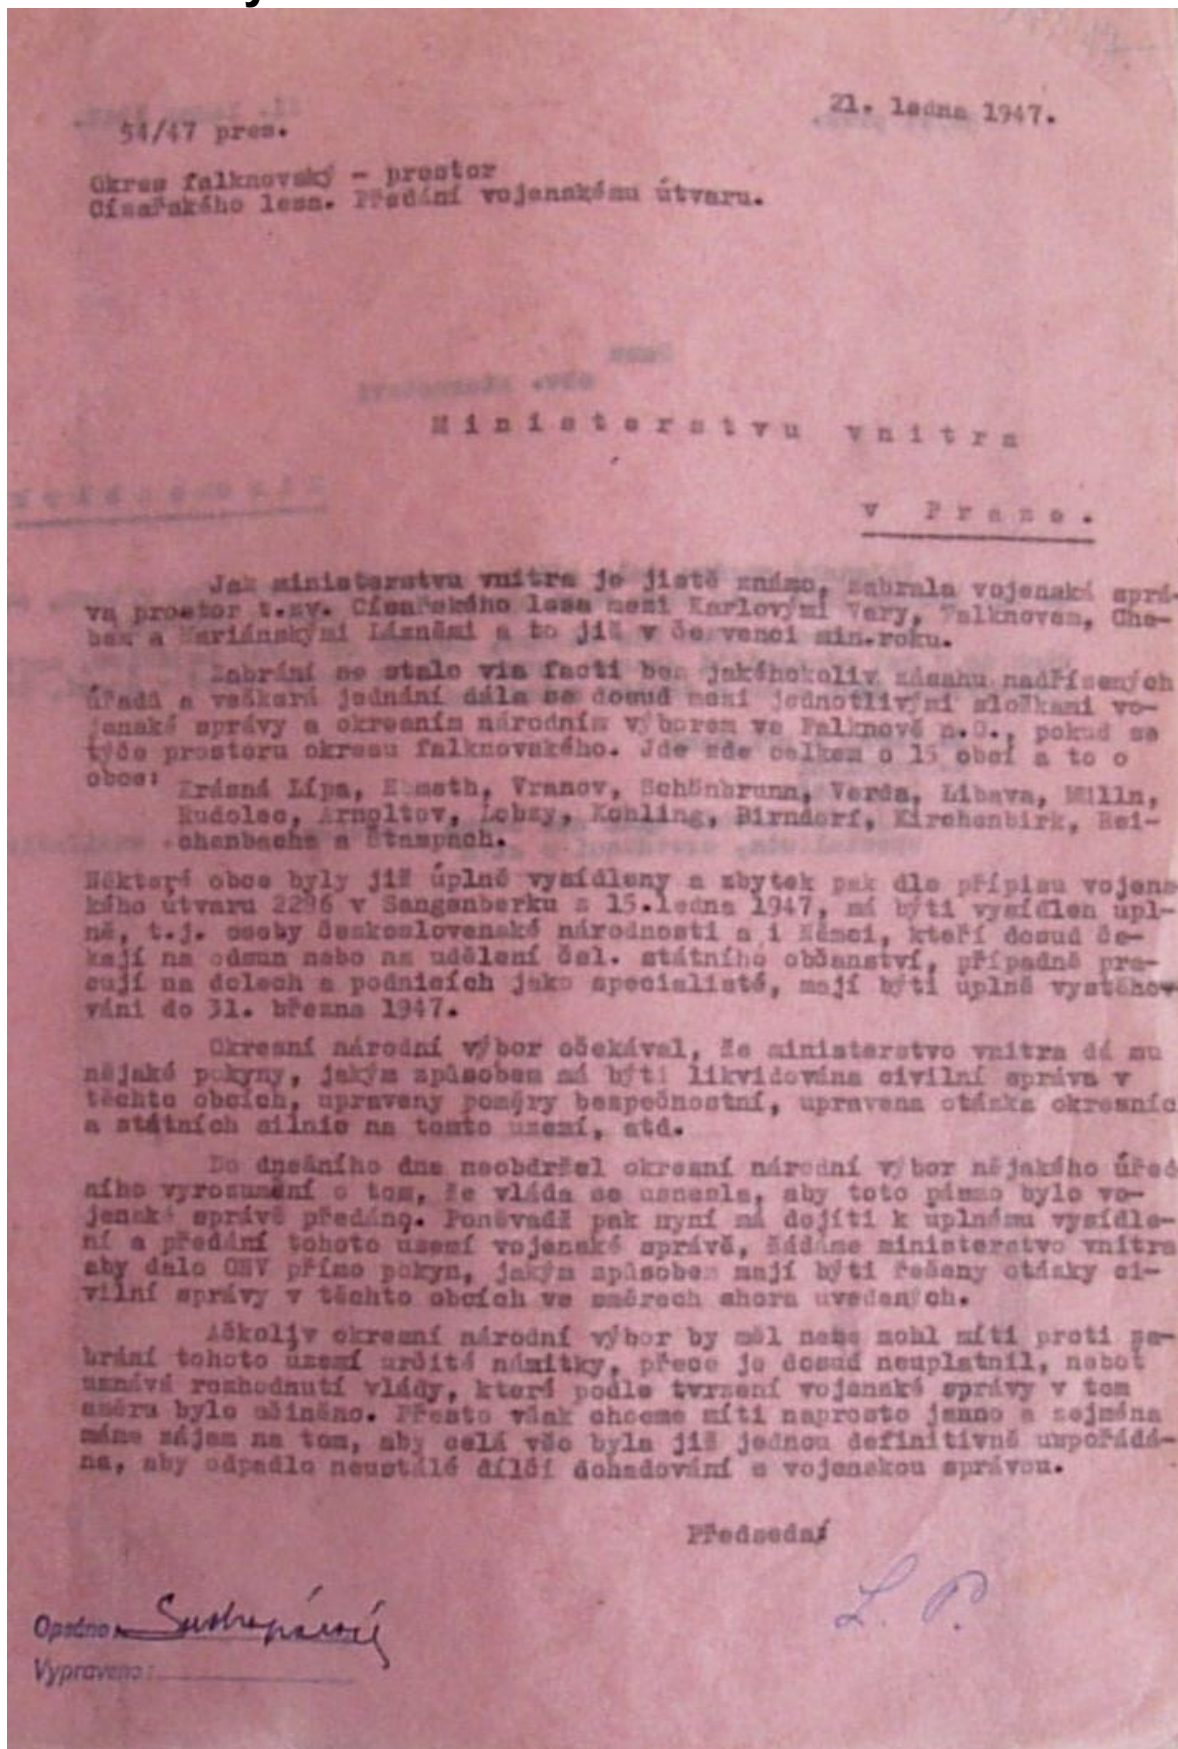 21. ledna 1947.
54/47 pres.
Okres falknovský - prostor
Císařského lesa. Předání vojenskému útvaru.
Ministerstvu vnitra
v Praze.
Jak ministerstvu vnitra je jistě známo, zabrala vojenská sprá-
va prostor t.zv. Císařského lesa mezi Karlovými Vary, Falknovem, Che-
bem a Mariánskými Lázněmi a to již v červenci min.roku.
Zabrání se stalo via facti bez jakéhokoliv zásahu nadřízených
úřadů a veškerá jednání dála se dosud mezi jednotlivými složkami vo-
jenské správy a okresním národním výborem ve Falknově n.O., pokud se
týče prostoru okresu falknovského. Jde zde celkem o 15 obcí a to o
obce:
Krásná Lípa, Ebmeth, Vranov, Schönbrunn, Verda, Libava, Milln,
Rudolec, Arnoltov, Lobzy, Kohling, Birndorf, Kirchenbirk, Rei-
chenbachs a Štampach.
Některé obce byly již úplně vysídleny a zbytek pak dle přípisu vojens
kého útvaru 2296 v Sangenberku z 15.ledna 1947, má býti vysídlen úpl-
ně, t.j. osoby československé národnosti a i Němci, kteří dosud če-
kají na odsun nebo na udělení čsl. státního občanství, případně pra-
cují na dolech a podnicích jako specialisté, mají býti úplně vystěhov
váni do 31. března 1947.
Okresní národní výbor očekával, že ministerstvo vnitra dá mu
nějaké pokyny, jakým způsobem má býti likvidována civilní správa v
těchto obcích, upraveny poměry bezpečnostní, upravena otázka okresníc
a státních silnic na tomto území, atd.
Do dnešního dne neobdržel okresní národní výbor nějakého úřed
ního vyrozumění o tom, že vláda se usnesla, aby toto pásmo bylo vo-
jenské správě předáno. Poněvadž pak nyní má dojíti k úplnému vysídle-
ní a předání tohoto území vojenské správě, žádáme ministerstvo vnitra
aby dalo ONV přímo pokyn, jakým způsobem mají býti řešeny otázky ci-
vilní správy v těchto obcích ve směrech shora uvedených.
Ačkoliv okresní národní výbor by měl nebo mohl míti proti za-
brání tohoto území určité námitky, přece je dosud neuplatnil, neboť
uznává rozhodnutí vlády, které podle tvrzení vojenské správy v tom
směru bylo učiněno. Přesto však chceme míti naprosto jasno a zejména
máme zájem na tom, aby celá věc byla již jednou definitivně uspořádá-
na, aby odpadlo neustálé dílčí dohadování s vojenskou správou.
Předseda
L. P.
Opsáno
Vypraveno: